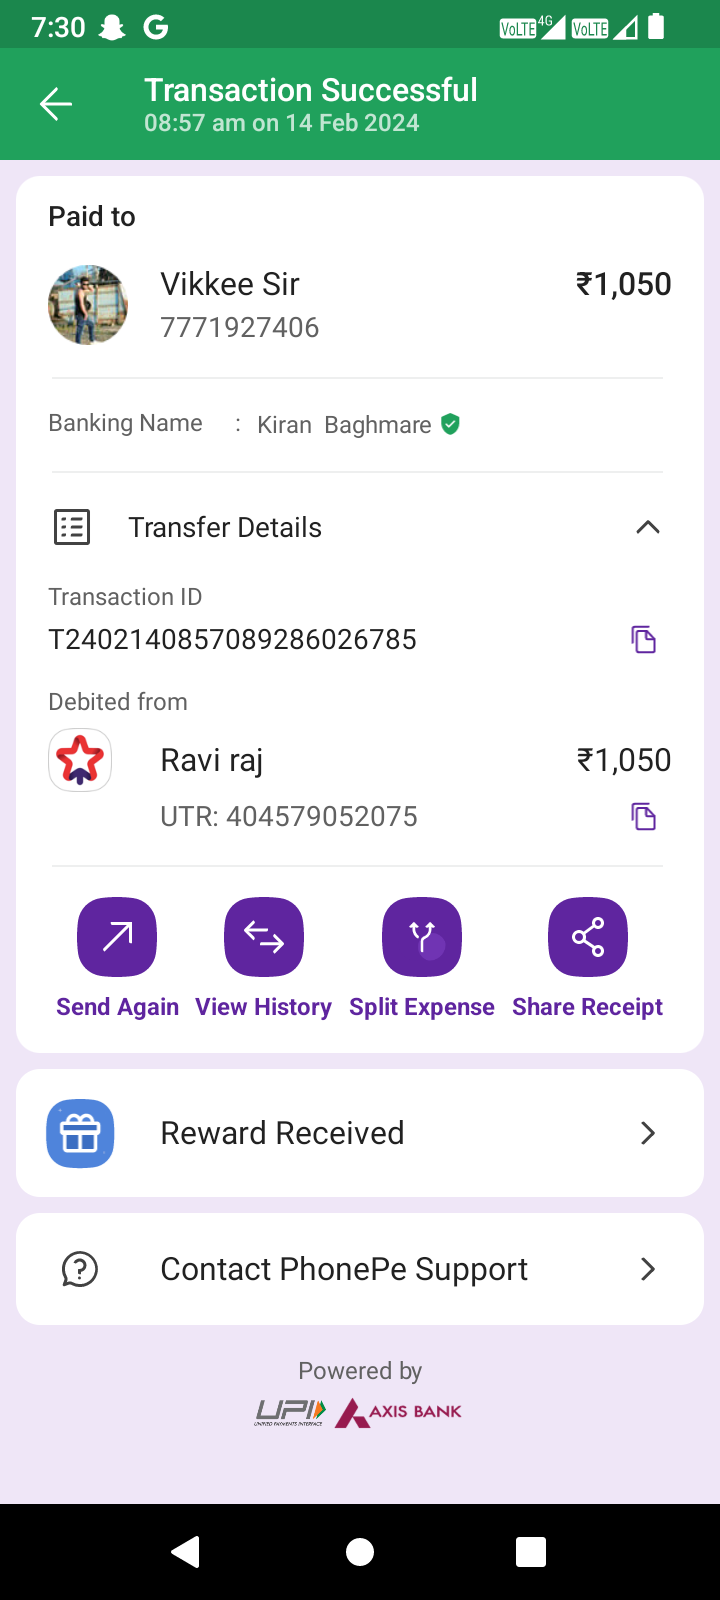 7:30 VoLTE 4G VoLTE
Transaction Successful
08:57 am on 14 Feb 2024
Paid to
Vikkee Sir ₹1,050
7771927406
Banking Name : Kiran Baghmare
Transfer Details
Transaction ID
T2402140857089286026785
Debited from
Ravi raj ₹1,050
UTR: 404579052075
Send Again View History Split Expense Share Receipt
Reward Received
Contact PhonePe Support
Powered by
UPI AXIS BANK
UNIFIED PAYMENTS INTERFACE